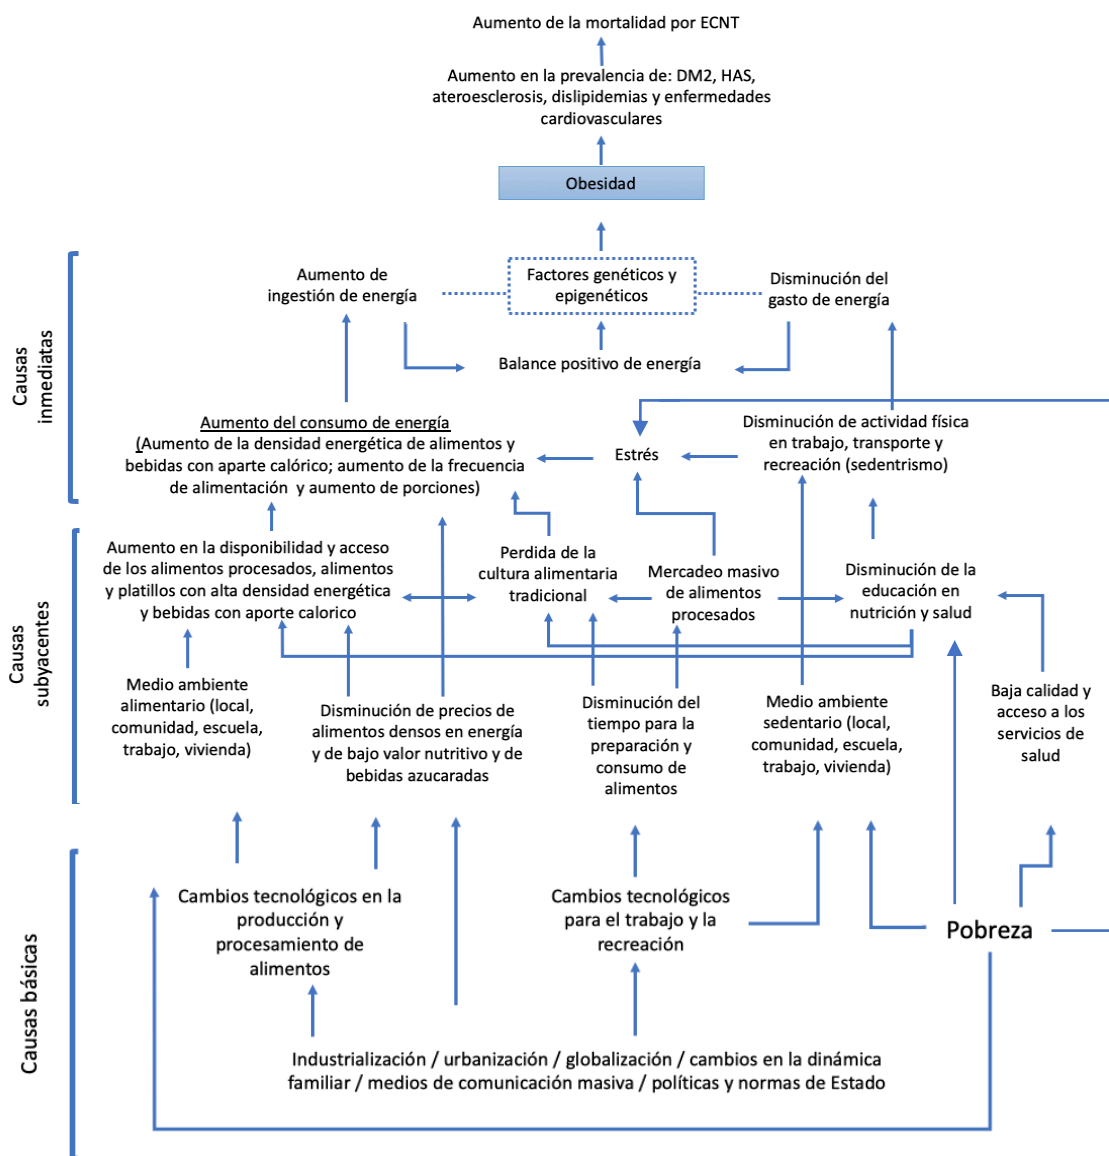 Aumento de la mortalidad por ECNT
Aumento en la prevalencia de: DM2, HAS,
ateroesclerosis, dislipidemias y enfermedades
cardiovasculares
Obesidad
Causas
inmediatas
Aumento de
ingestión de energía
Factores genéticos y
epigenéticos
Disminución del
gasto de energía
Balance positivo de energía
Aumento del consumo de energía
(Aumento de la densidad energética de alimentos y
bebidas con aparte calórico; aumento de la frecuencia
de alimentación y aumento de porciones)
Estrés
Disminución de actividad física
en trabajo, transporte y
recreación (sedentrismo)
Causas
subyacentes
Aumento en la disponibilidad y acceso
de los alimentos procesados, alimentos
y platillos con alta densidad energética
y bebidas con aporte calorico
Perdida de la
cultura alimentaria
tradicional
Mercadeo masivo
de alimentos
procesados
Disminución de la
educación en
nutrición y salud
Medio ambiente
alimentario (local,
comunidad, escuela,
trabajo, vivienda)
Disminución de precios de
alimentos densos en energía
y de bajo valor nutritivo y de
bebidas azucaradas
Disminución del
tiempo para la
preparación y
consumo de
alimentos
Medio ambiente
sedentario (local,
comunidad, escuela,
trabajo, vivienda)
Baja calidad y
acceso a los
servicios de
salud
Causas básicas
Cambios tecnológicos en la
producción y
procesamiento de
alimentos
Cambios tecnológicos
para el trabajo y la
recreación
Pobreza
Industrialización / urbanización / globalización / cambios en la dinámica
familiar / medios de comunicación masiva / políticas y normas de Estado